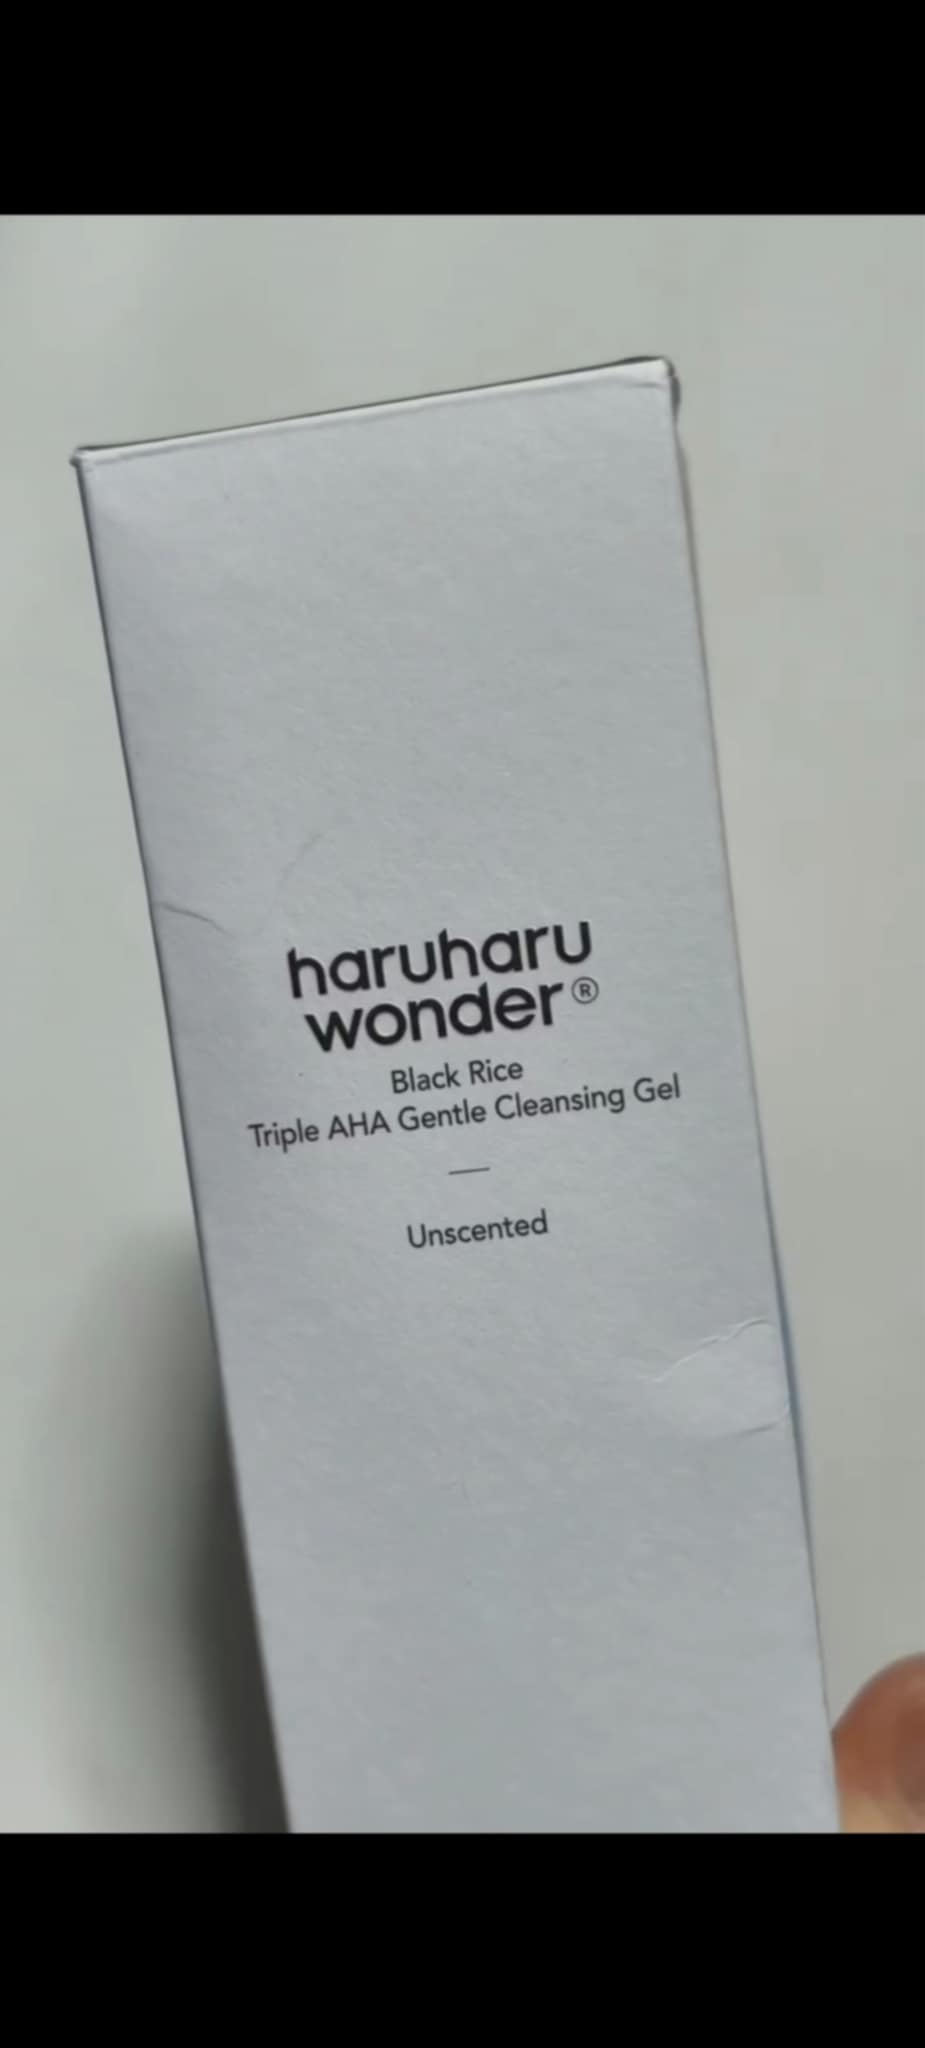 haruharu
wonder®
Black Rice
Triple AHA Gentle Cleansing Gel
—
Unscented